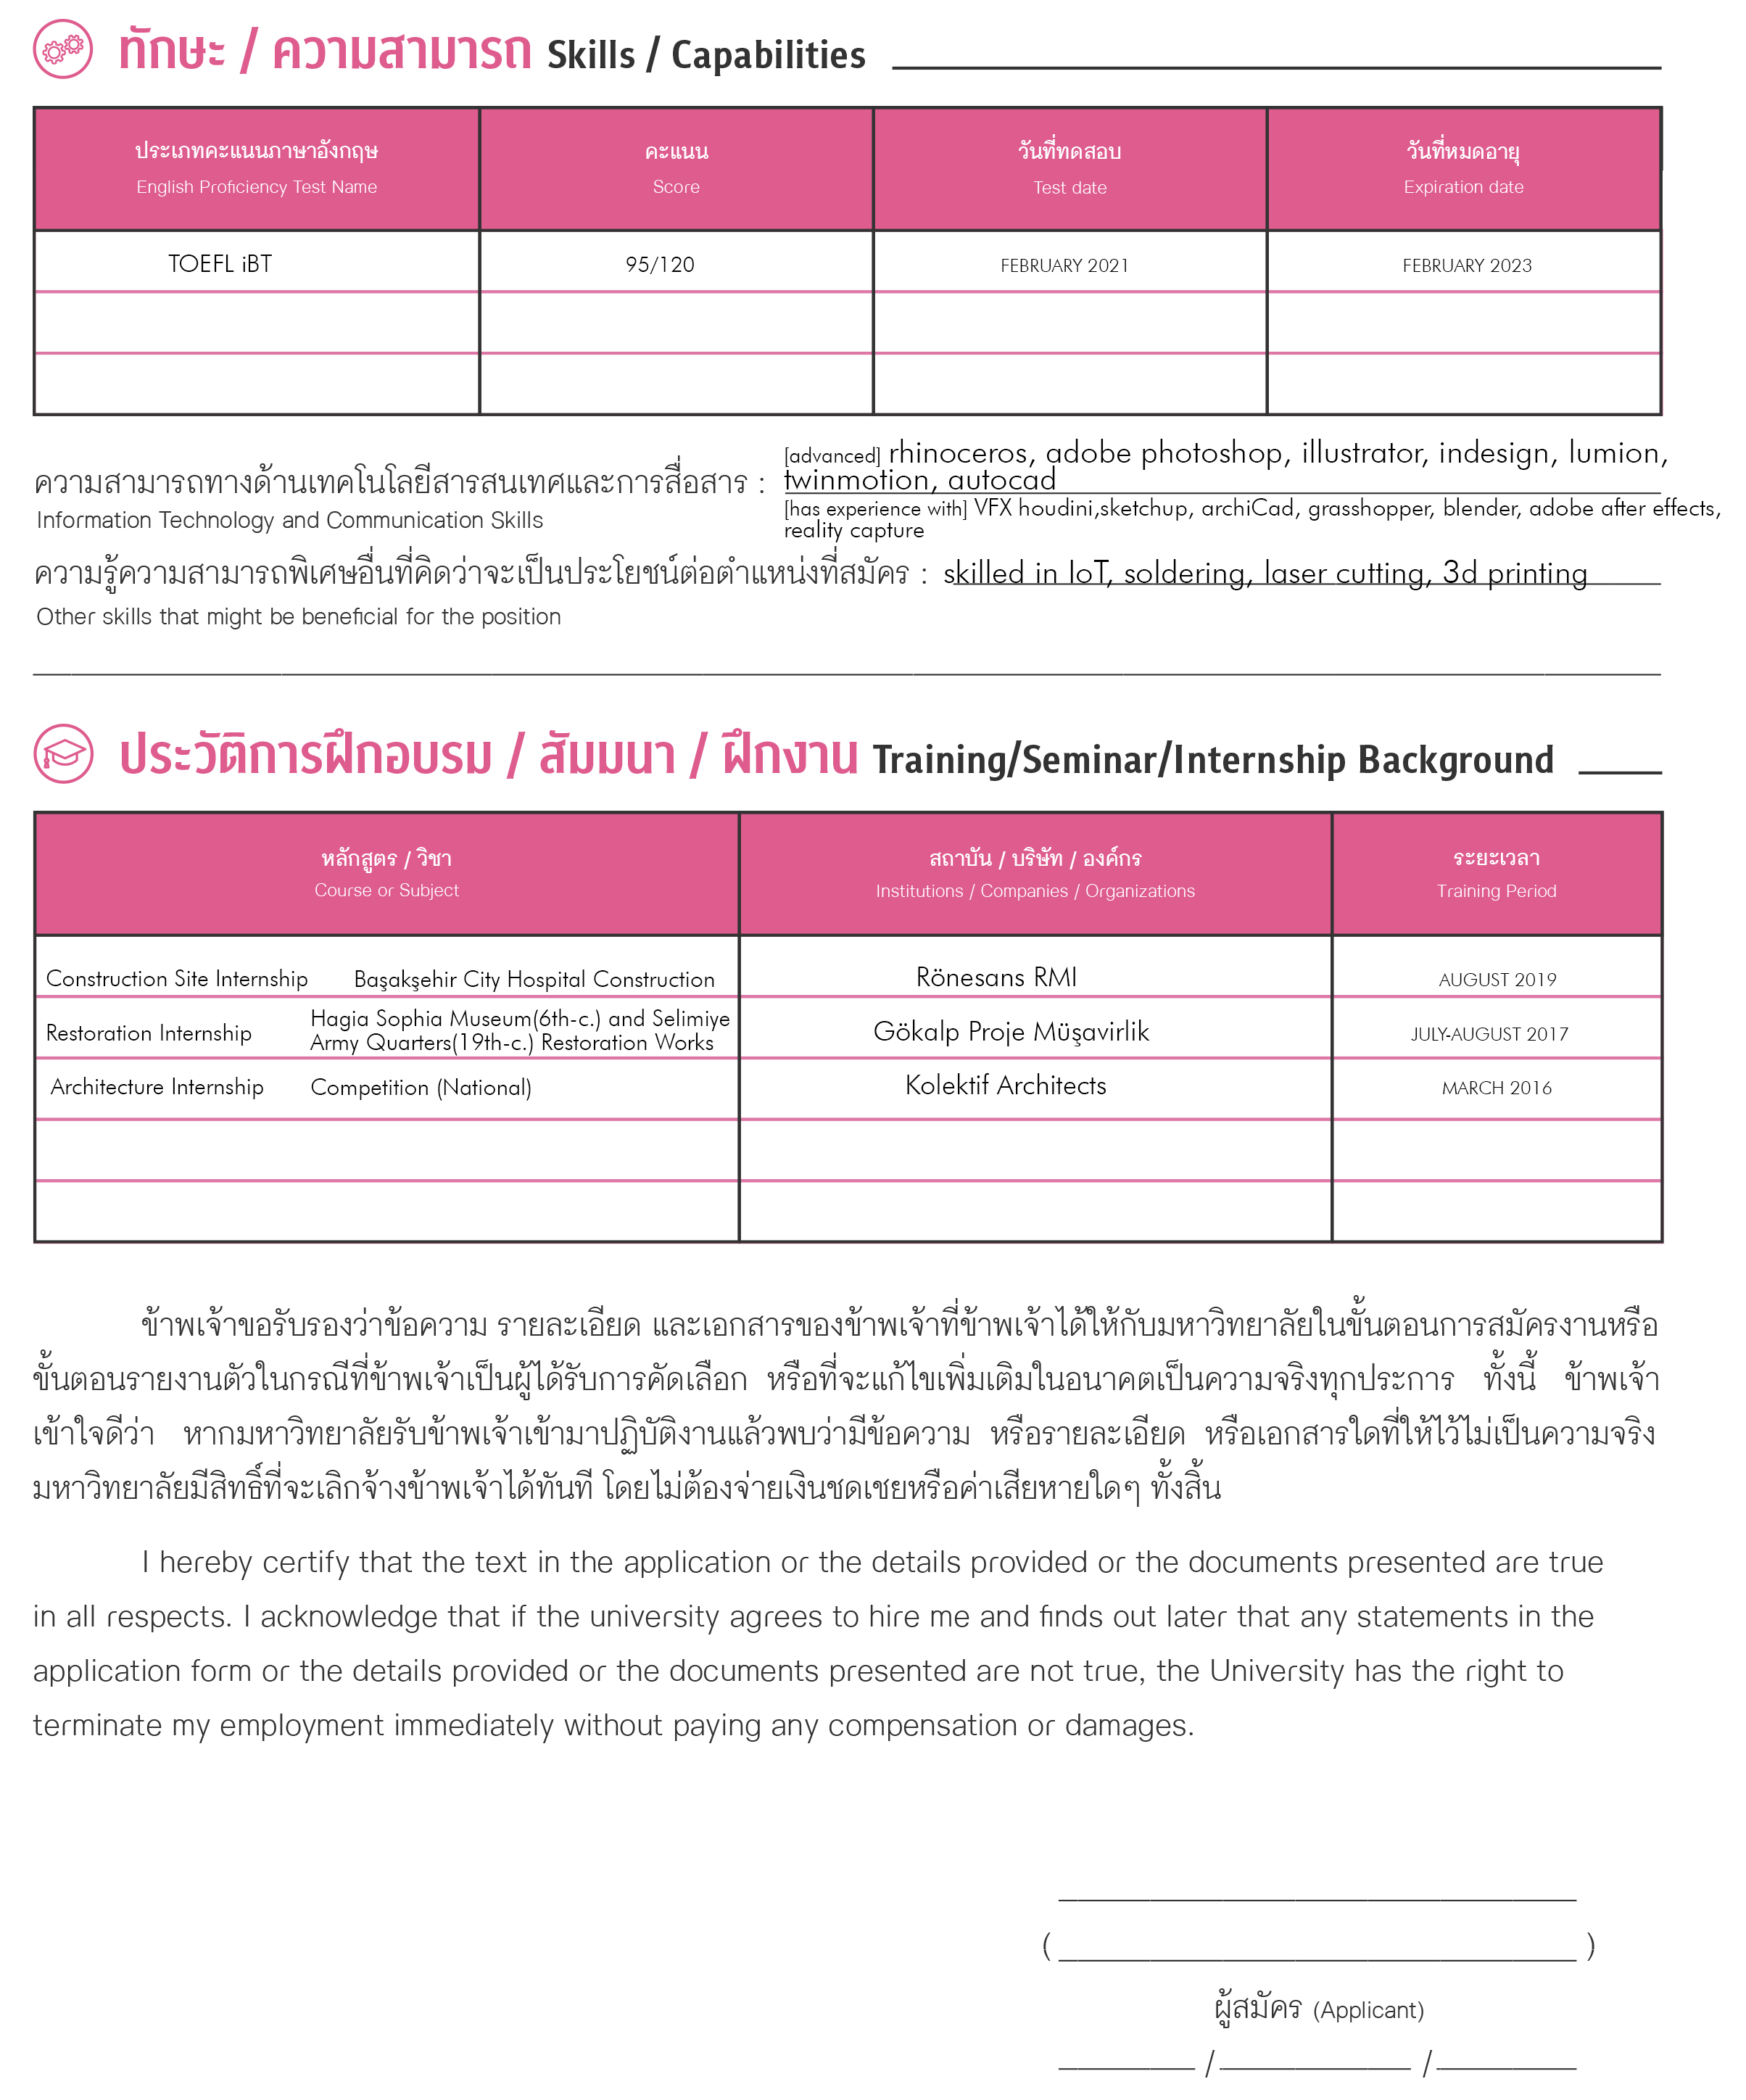 ทักษะ / ความสามารถ Skills / Capabilities
ประเภทคะแนนภาษาอังกฤษ คะแนน วันที่ทดสอบ วันที่หมดอายุ
English Proficiency Test Name Score Test date Expiration date
TOEFL iBT 95/120 FEBRUARY 2021 FEBRUARY 2023
ความสามารถทางด้านเทคโนโลยีสารสนเทศและการสื่อสาร : [advanced] rhinoceros, adobe photoshop, illustrator, indesign, lumion,
twinmotion, autocad
Information Technology and Communication Skills [has experience with] VFX houdini,sketchup, archiCad, grasshopper, blender, adobe after effects,
reality capture
ความรู้ความสามารถพิเศษอื่นที่คิดว่าจะเป็นประโยชน์ต่อตำแหน่งที่สมัคร : skilled in IoT, soldering, laser cutting, 3d printing
Other skills that might be beneficial for the position
ประวัติการฝึกอบรม / สัมมนา / ฝึกงาน Training/Seminar/Internship Background
หลักสูตร / วิชา สถาบัน / บริษัท / องค์กร ระยะเวลา
Course or Subject Institutions / Companies / Organizations Training Period
Construction Site Internship Başakşehir City Hospital Construction Rönesans RMI AUGUST 2019
Restoration Internship Hagia Sophia Museum(6th-c.) and Selimiye
Army Quarters(19th-c.) Restoration Works Gökalp Proje Müşavirlik JULY-AUGUST 2017
Architecture Internship Competition (National) Kolektif Architects MARCH 2016
ข้าพเจ้าขอรับรองว่าข้อความ รายละเอียด และเอกสารของข้าพเจ้าที่ข้าพเจ้าได้ให้กับมหาวิทยาลัยในขั้นตอนการสมัครงานหรือ
ขั้นตอนรายงานตัวในกรณีที่ข้าพเจ้าเป็นผู้ได้รับการคัดเลือก หรือที่จะแก้ไขเพิ่มเติมในอนาคตเป็นความจริงทุกประการ ทั้งนี้ ข้าพเจ้า
เข้าใจดีว่า หากมหาวิทยาลัยรับข้าพเจ้าเข้ามาปฏิบัติงานแล้วพบว่ามีข้อความ หรือรายละเอียด หรือเอกสารใดที่ให้ไว้ไม่เป็นความจริง
มหาวิทยาลัยมีสิทธิ์ที่จะเลิกจ้างข้าพเจ้าได้ทันที โดยไม่ต้องจ่ายเงินชดเชยหรือค่าเสียหายใดๆ ทั้งสิ้น
I hereby certify that the text in the application or the details provided or the documents presented are true
in all respects. I acknowledge that if the university agrees to hire me and finds out later that any statements in the
application form or the details provided or the documents presented are not true, the University has the right to
terminate my employment immediately without paying any compensation or damages.
( )
ผู้สมัคร (Applicant)
/ /